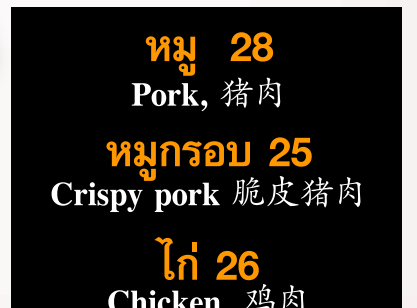 หมู 28
Pork, 猪肉
หมูกรอบ 25
Crispy pork 脆皮猪肉
ไก่ 26
Chicken 鸡肉